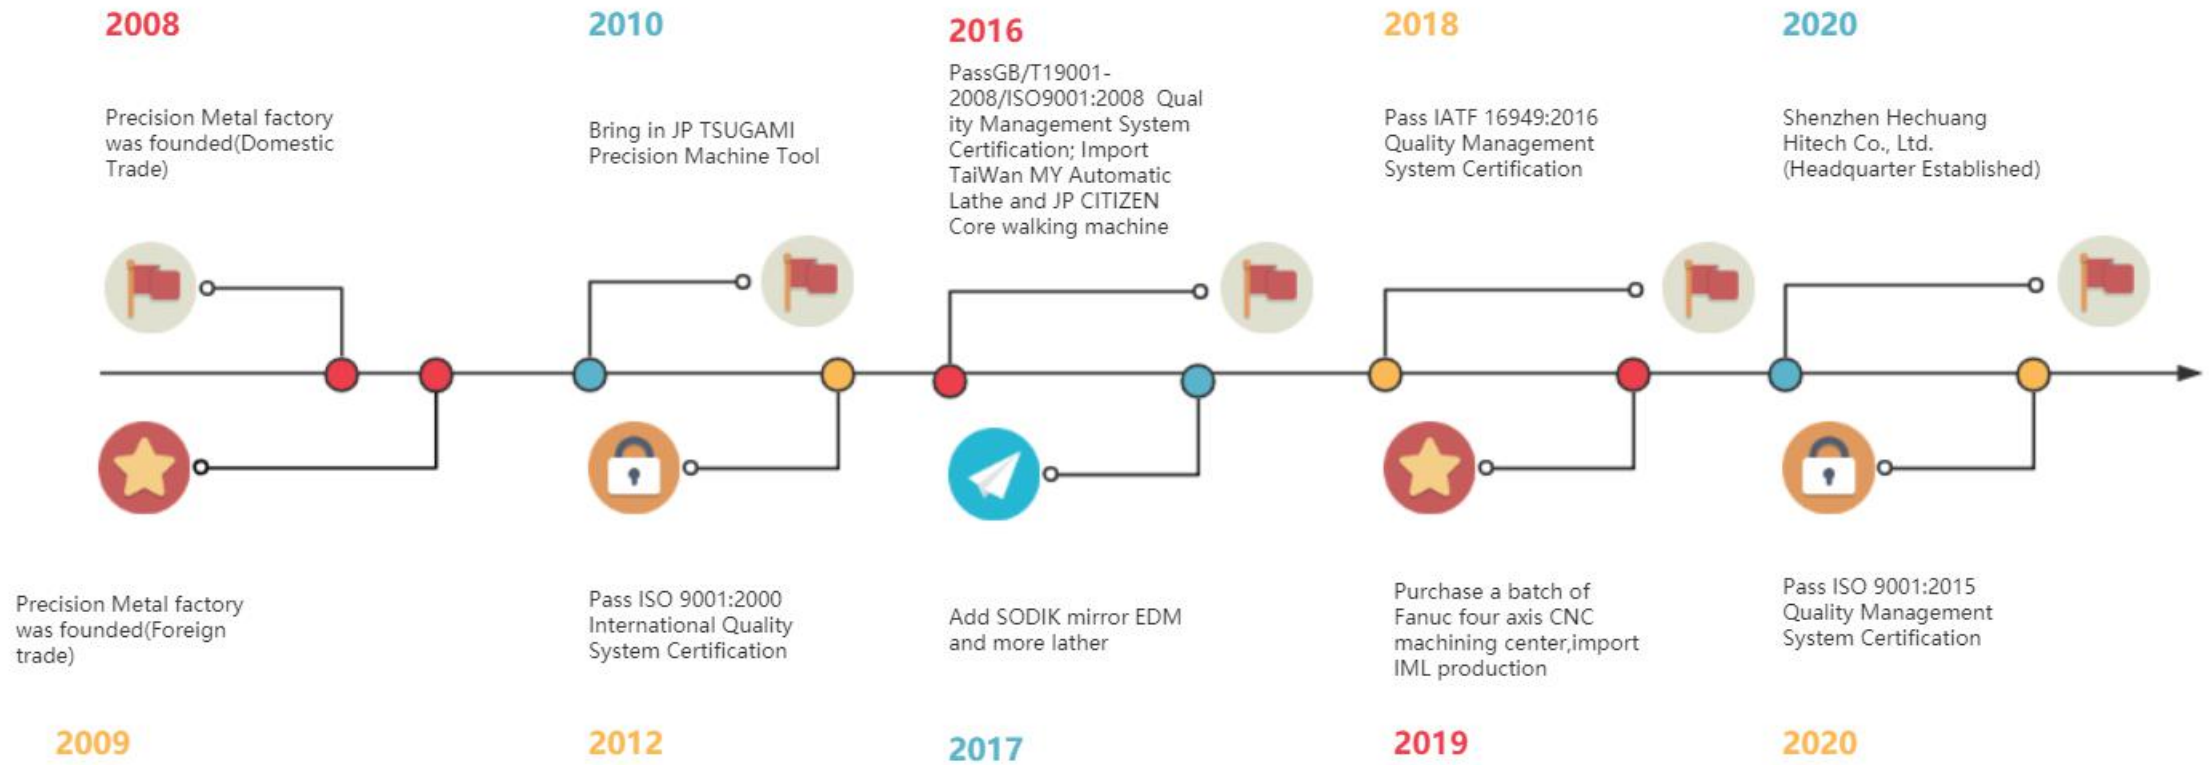 2008
Precision Metal factory
was founded(Domestic
Trade)
2010
Bring in JP TSUGAMI
Precision Machine Tool
2016
PassGB/T19001-
2008/ISO9001:2008  Qual
ity Management System
Certification; Import
TaiWan MY Automatic
Lathe and JP CITIZEN
Core walking machine
2018
Pass IATF 16949:2016
Quality Management
System Certification
2020
Shenzhen Hechuang
Hitech Co., Ltd.
(Headquarter Established)
Precision Metal factory
was founded(Foreign
trade)
2009
Pass ISO 9001:2000
International Quality
System Certification
2012
Add SODIK mirror EDM
and more lather
2017
Purchase a batch of
Fanuc four axis CNC
machining center,import
IML production
2019
Pass ISO 9001:2015
Quality Management
System Certification
2020